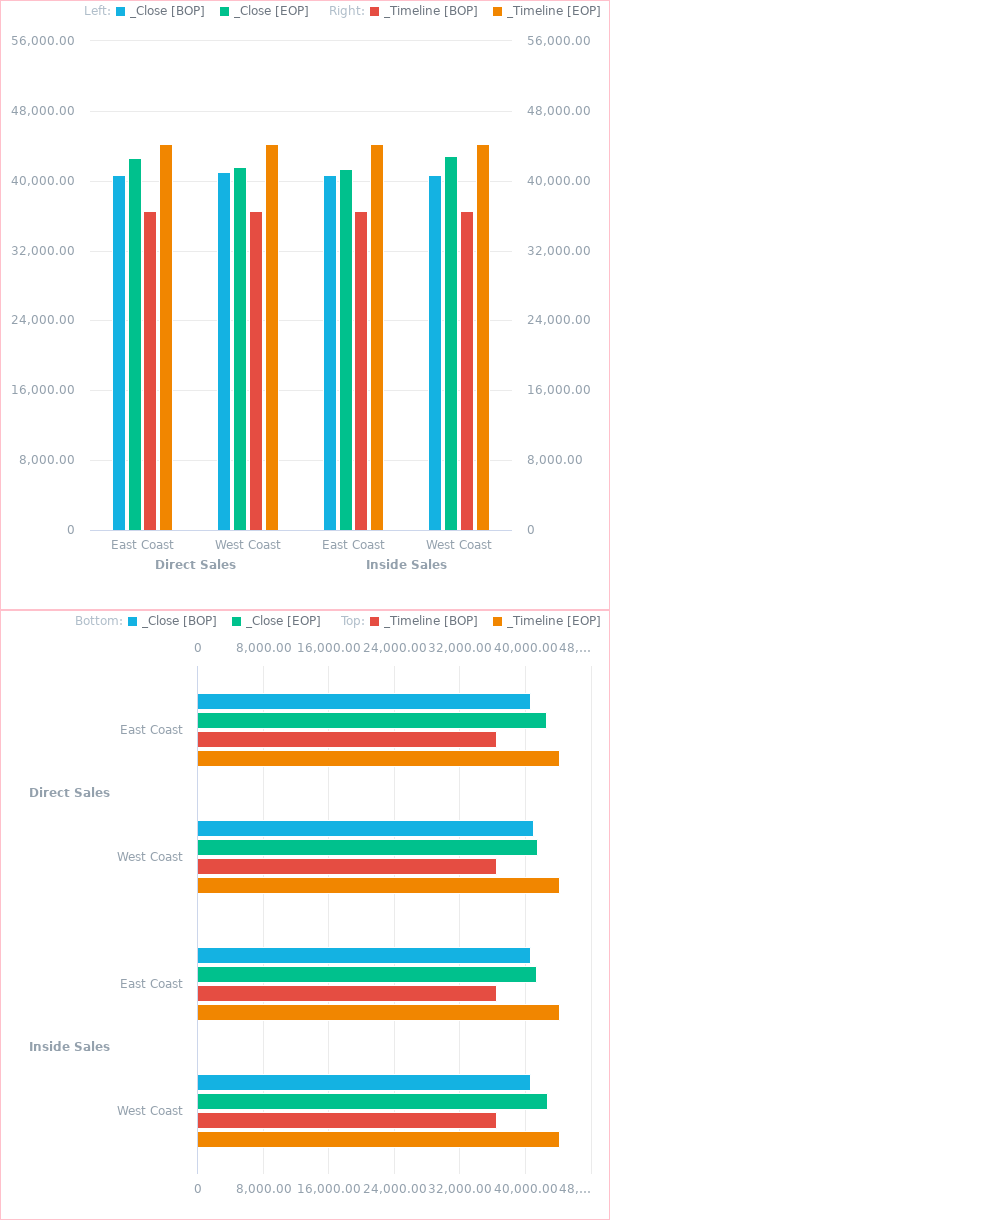 Left: _Close [BOP] _Close [EOP] Right: _Timeline [BOP] _Timeline [EOP]
56,000.00 56,000.00
48,000.00 48,000.00
40,000.00 40,000.00
32,000.00 32,000.00
24,000.00 24,000.00
16,000.00 16,000.00
8,000.00 8,000.00
0 0
East Coast West Coast East Coast West Coast
Direct Sales Inside Sales
Bottom: _Close [BOP] _Close [EOP] Top: _Timeline [BOP] _Timeline [EOP]
0 8,000.00 16,000.00 24,000.00 32,000.00 40,000.00 48,...
East Coast
Direct Sales
West Coast
East Coast
Inside Sales
West Coast
0 8,000.00 16,000.00 24,000.00 32,000.00 40,000.00 48,...